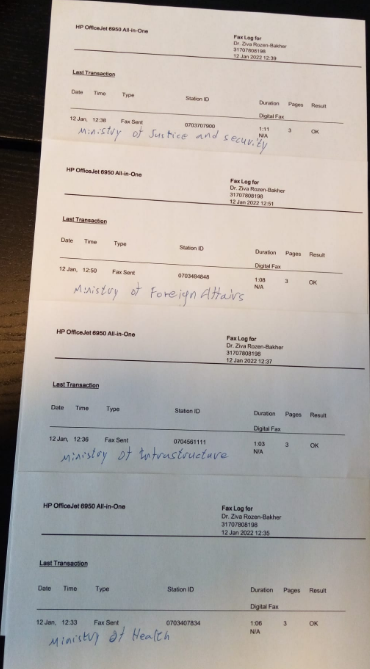 HP OfficeJet 6950 All-in-One
Fax Log for
Dr. Ziva Rozen-Bakher
31707808198
12 Jan 2022 12:39
Last Transaction
Date Time Type Station ID Duration Pages Result
Digital Fax
12 Jan, 12:38 Fax Sent 0703707900 1:11 3 OK
N/A
Ministry of Justice and security
HP OfficeJet 6950 All-in-One
Fax Log for
Dr. Ziva Rozen-Bakher
31707808198
12 Jan 2022 12:51
Last Transaction
Date Time Type Station ID Duration Pages Result
Digital Fax
12 Jan, 12:50 Fax Sent 0703484848 1:08 3 OK
N/A
Ministry of Foreign Affairs
HP OfficeJet 6950 All-in-One
Fax Log for
Dr. Ziva Rozen-Bakher
31707808198
12 Jan 2022 12:37
Last Transaction
Date Time Type Station ID Duration Pages Result
Digital Fax
12 Jan, 12:36 Fax Sent 0704561111 1:03 3 OK
N/A
Ministry of Infrustructure
HP OfficeJet 6950 All-in-One
Fax Log for
Dr. Ziva Rozen-Bakher
31707808198
12 Jan 2022 12:35
Last Transaction
Date Time Type Station ID Duration Pages Result
Digital Fax
12 Jan, 12:33 Fax Sent 0703407834 1:06 3 OK
N/A
Ministry of Health